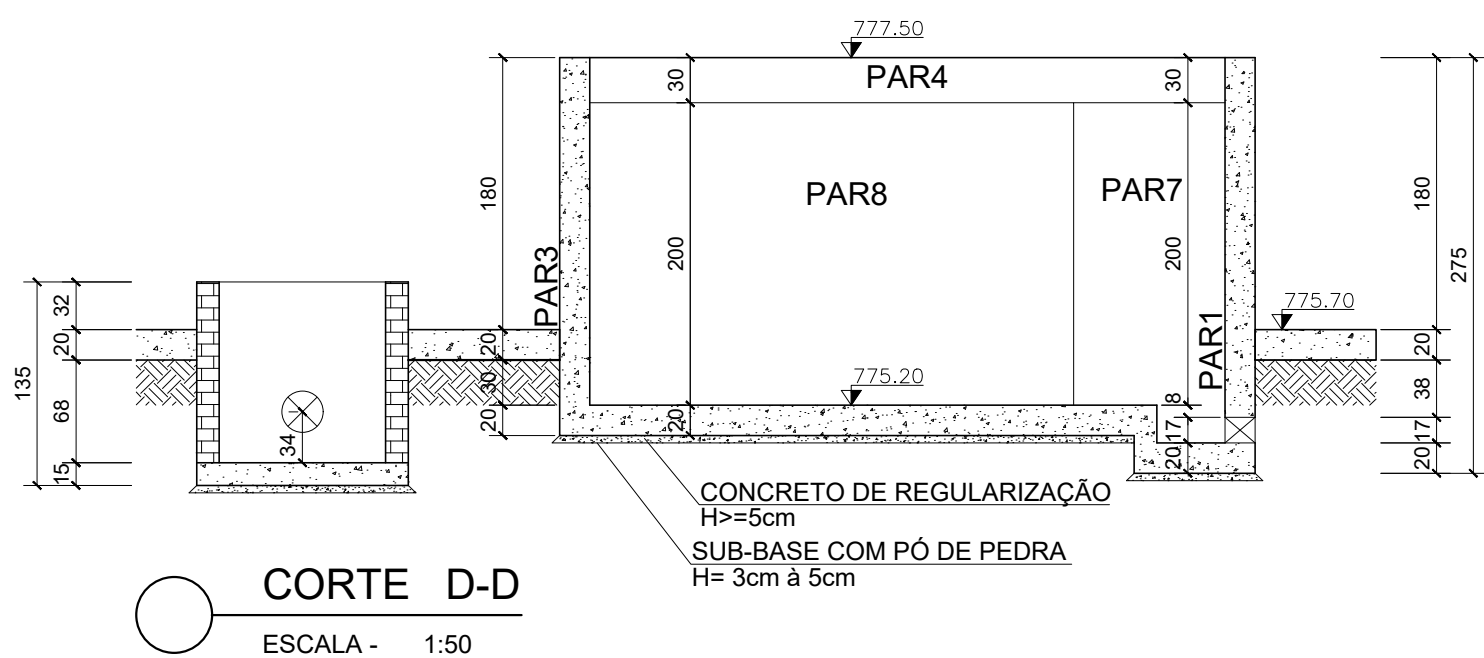 777.50
30
PAR4
30
180
PAR8
PAR7
180
200
200
275
PAR3
PAR1
775.70
32
20
135
68
34
15
20
30
20
20
775.20
8
17
20
20
38
17
20
CONCRETO DE REGULARIZAÇÃO
H>=5cm
SUB-BASE COM PÓ DE PEDRA
H= 3cm à 5cm
CORTE D-D
ESCALA - 1:50